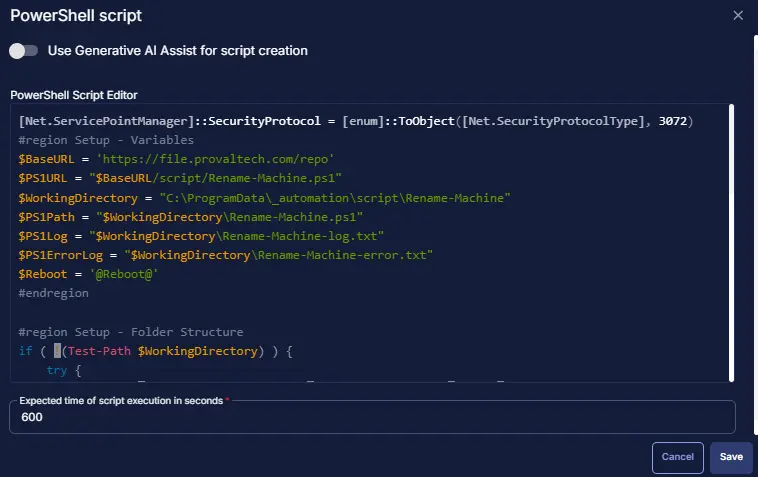 PowerShell script
Use Generative AI Assist for script creation
PowerShell Script Editor
[Net.ServicePointManager]::SecurityProtocol = [enum]::ToObject([Net.SecurityProtocolType], 3072)
#region Setup - Variables
$BaseURL = 'https://file.provaltech.com/repo'
$PS1URL = "$BaseURL/script/Rename-Machine.ps1"
$WorkingDirectory = "C:\ProgramData\_automation\script\Rename-Machine"
$PS1Path = "$WorkingDirectory\Rename-Machine.ps1"
$PS1Log = "$WorkingDirectory\Rename-Machine-log.txt"
$PS1ErrorLog = "$WorkingDirectory\Rename-Machine-error.txt"
$Reboot = '@Reboot@'
#endregion
#region Setup - Folder Structure
if ( !(Test-Path $WorkingDirectory) ) {
try {
Expected time of script execution in seconds *
600
Cancel
Save